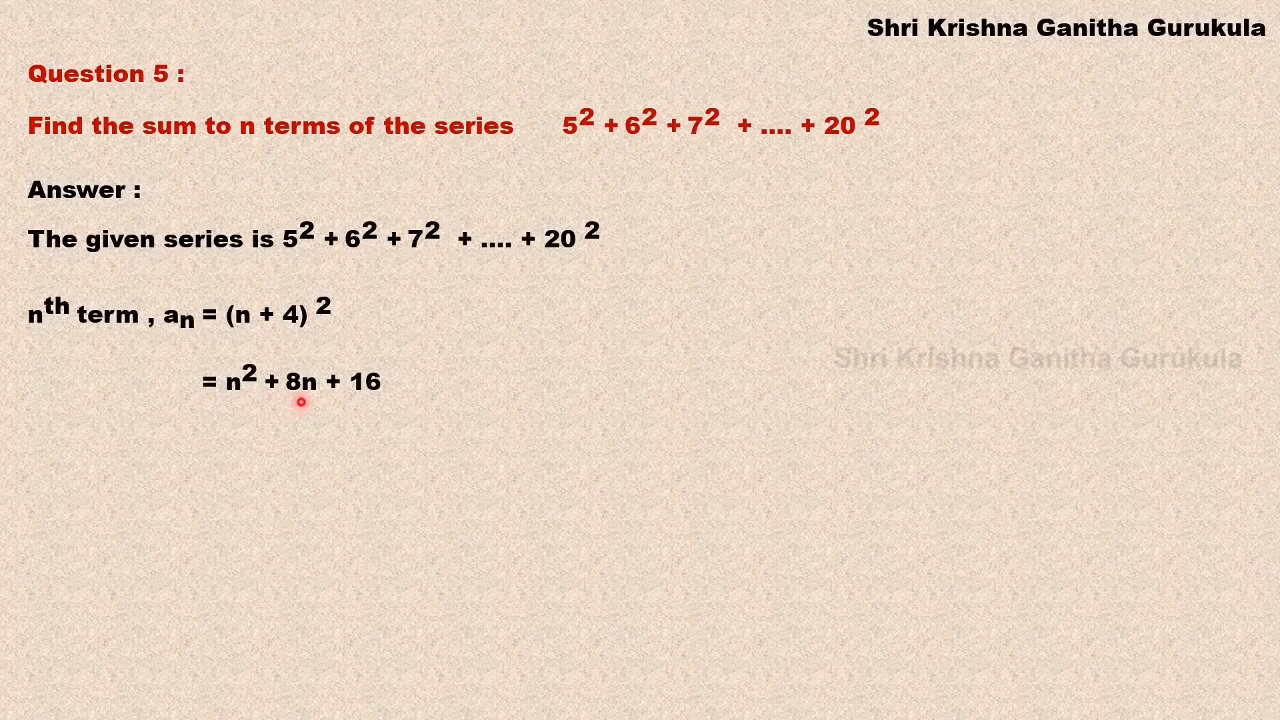 Shri Krishna Ganitha Gurukula
Question 5 :
Find the sum to n terms of the series 5² + 6² + 7² + .... + 20 ²
Answer :
The given series is 5² + 6² + 7² + .... + 20 ²
nᵗʰ term , aₙ = (n + 4) ²
= n² + 8n + 16
Shri Krishna Ganitha Gurukula